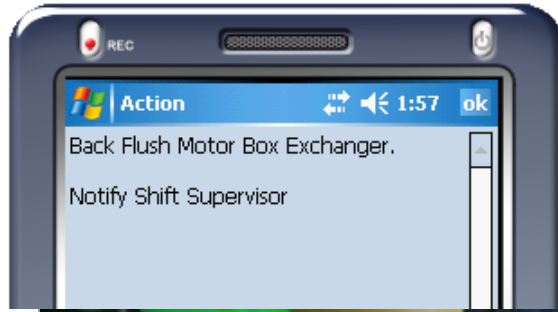 REC
Action 1:57 ok
Back Flush Motor Box Exchanger.
Notify Shift Supervisor